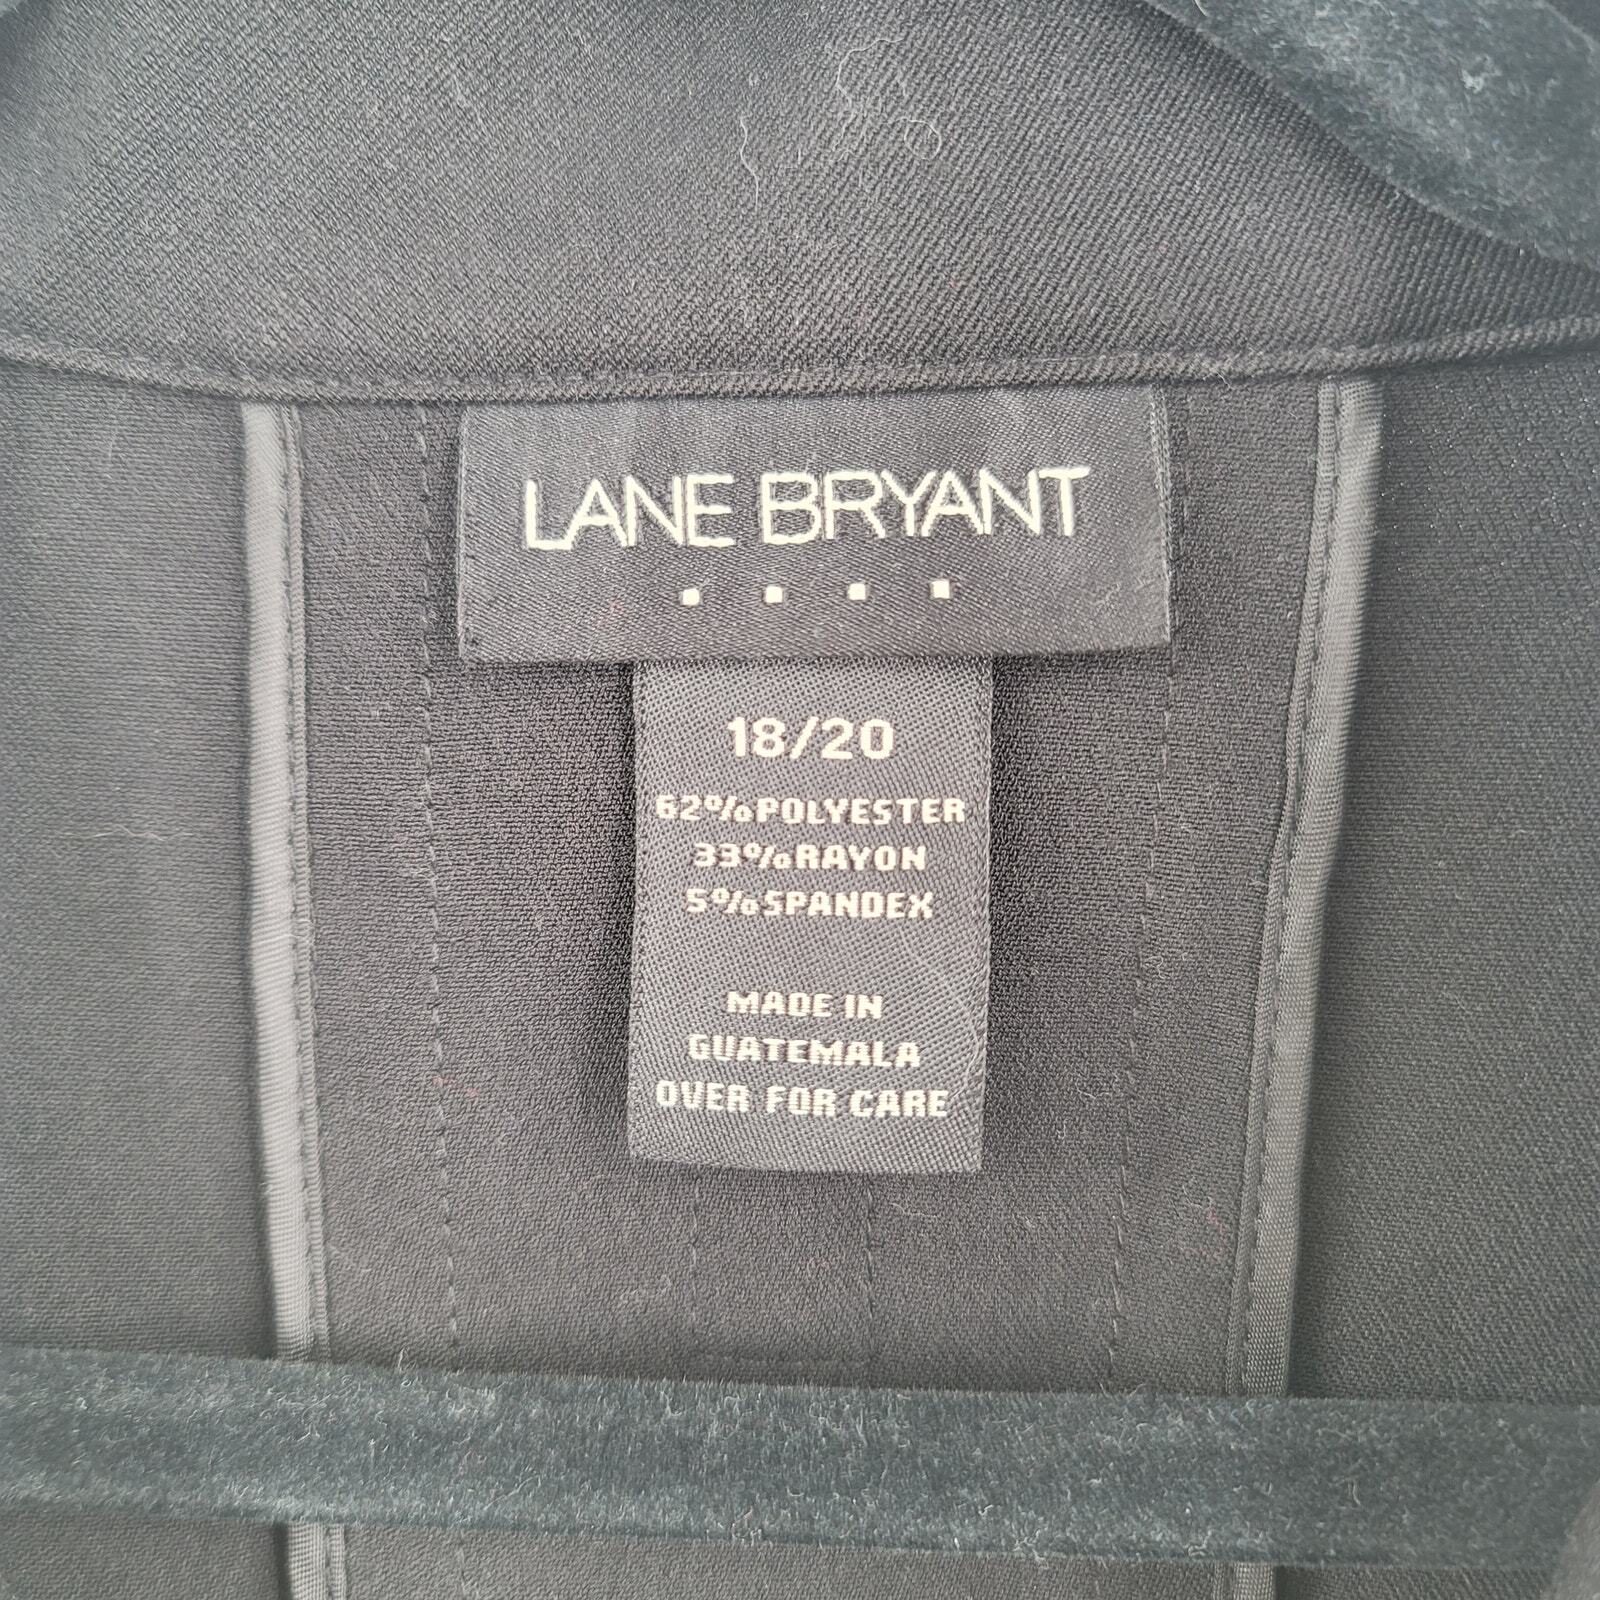 LANE BRYANT
18/20
62%POLYESTER
33%RAYON
5%SPANDEX
MADE IN
GUATEMALA
OVER FOR CARE